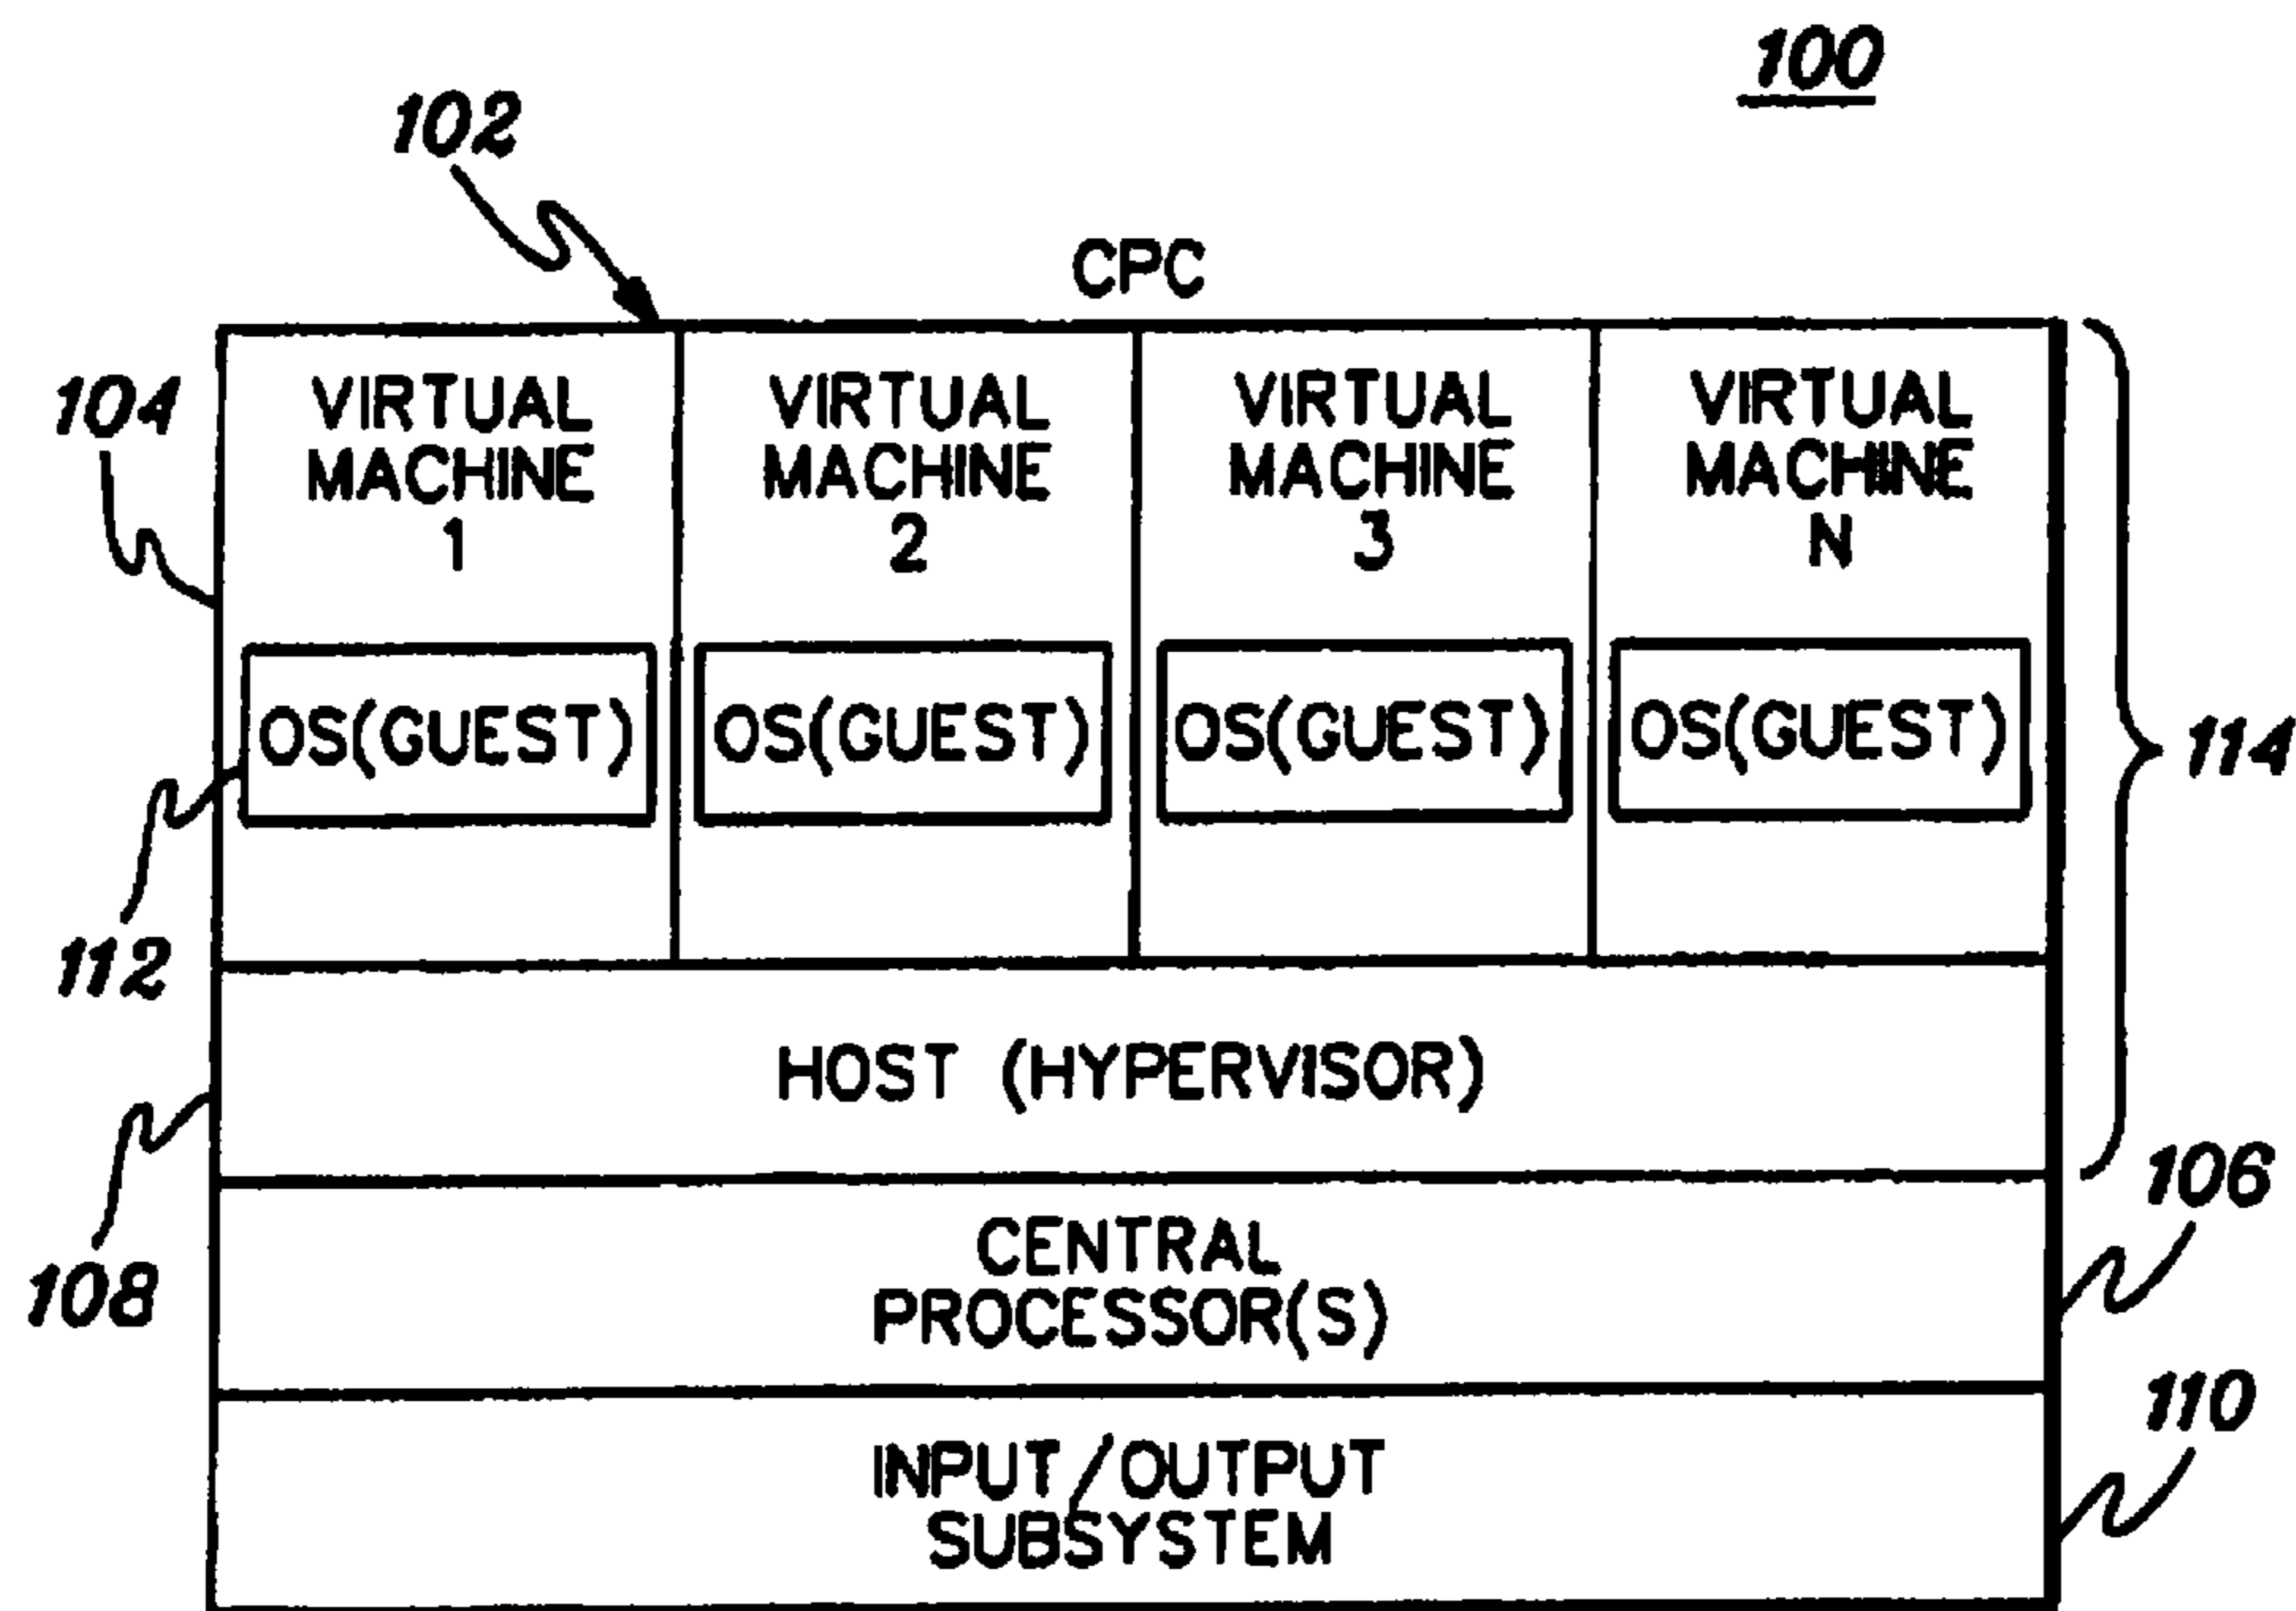 100
102
CPC
104
VIRTUAL
MACHINE
1
VIRTUAL
MACHINE
2
VIRTUAL
MACHINE
3
VIRTUAL
MACHINE
N
OS(GUEST)
OS(GUEST)
OS(GUEST)
OS(GUEST)
114
112
HOST (HYPERVISOR)
108
106
CENTRAL
PROCESSOR(S)
110
INPUT/OUTPUT
SUBSYSTEM